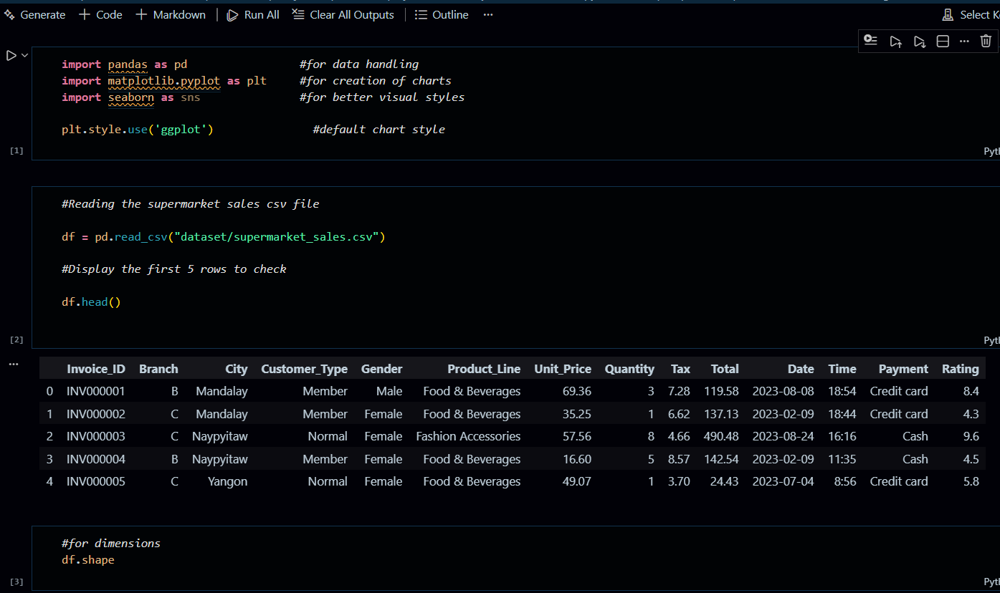 Generate + Code + Markdown | Run All Clear All Outputs | Outline ... Select K
import pandas as pd #for data handling
import matplotlib.pyplot as plt #for creation of charts
import seaborn as sns #for better visual styles
plt.style.use('ggplot') #default chart style
[1] Pyt
#Reading the supermarket sales csv file
df = pd.read_csv("dataset/supermarket_sales.csv")
#Display the first 5 rows to check
df.head()
[2] Pyt
...
Invoice_ID Branch City Customer_Type Gender Product_Line Unit_Price Quantity Tax Total Date Time Payment Rating
0 INV000001 B Mandalay Member Male Food & Beverages 69.36 3 7.28 119.58 2023-08-08 18:54 Credit card 8.4
1 INV000002 C Mandalay Member Female Food & Beverages 35.25 1 6.62 137.13 2023-02-09 18:44 Credit card 4.3
2 INV000003 C Naypyitaw Normal Female Fashion Accessories 57.56 8 4.66 490.48 2023-08-24 16:16 Cash 9.6
3 INV000004 B Naypyitaw Member Female Food & Beverages 16.60 5 8.57 142.54 2023-02-09 11:35 Cash 4.5
4 INV000005 C Yangon Normal Female Food & Beverages 49.07 1 3.70 24.43 2023-07-04 8:56 Credit card 5.8
#for dimensions
df.shape
[3] Pyt